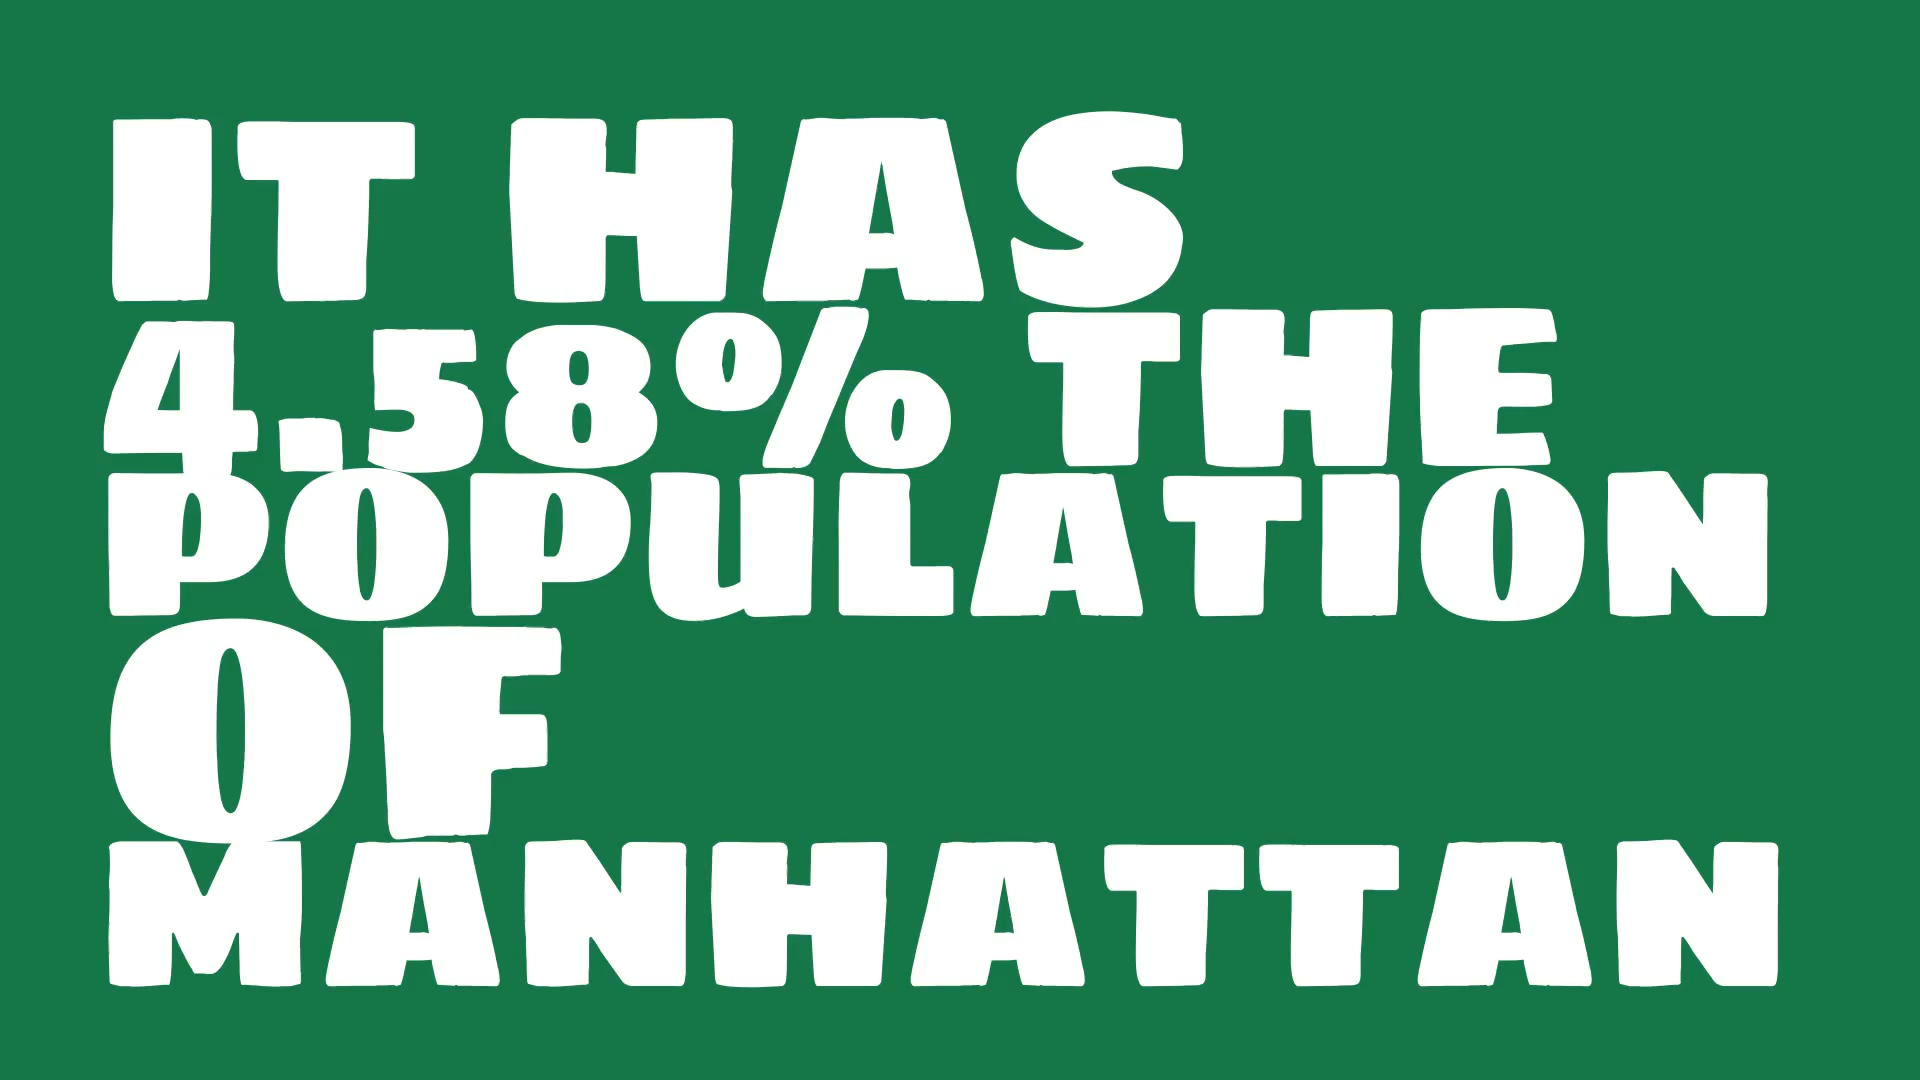 IT HAS
4.58% THE
POPULATION
OF
MANHATTAN